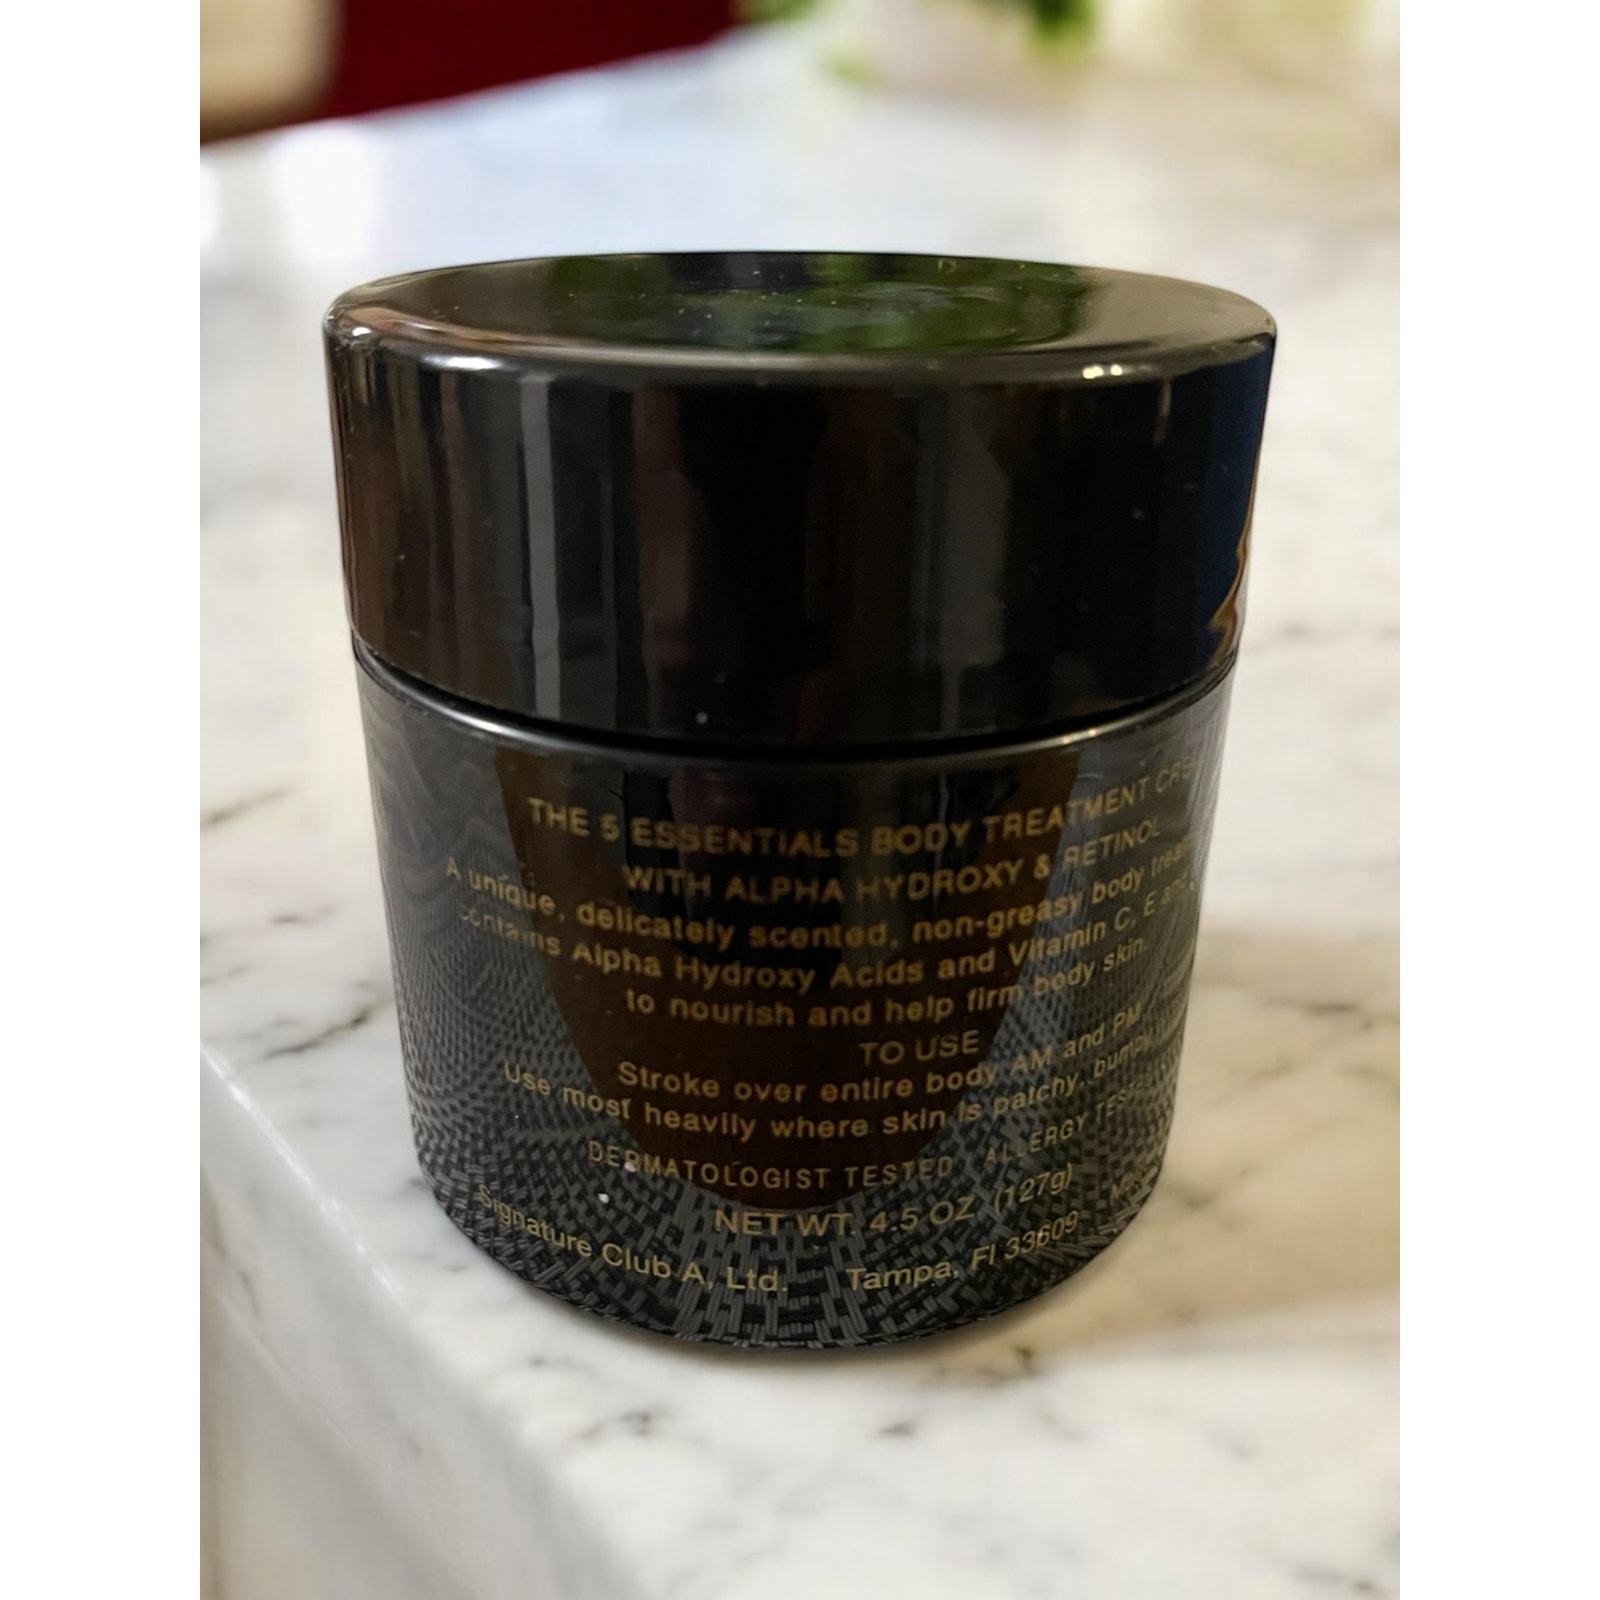 THE 5 ESSENTIALS BODY TREATMENT
WITH ALPHA HYDROXY & RETINOL
A unique, delicately scented, non-greasy body
contains Alpha Hydroxy Acids and Vitamin C, E and
to nourish and help firm body skin.
TO USE
Stroke over entire body AM and PM
Use most heavily where skin is patchy,
DERMATOLOGIST TESTED ALLERGY
NET WT. 4.5 OZ (127g)
Signature Club A, Ltd. Tampa, Fl 33609